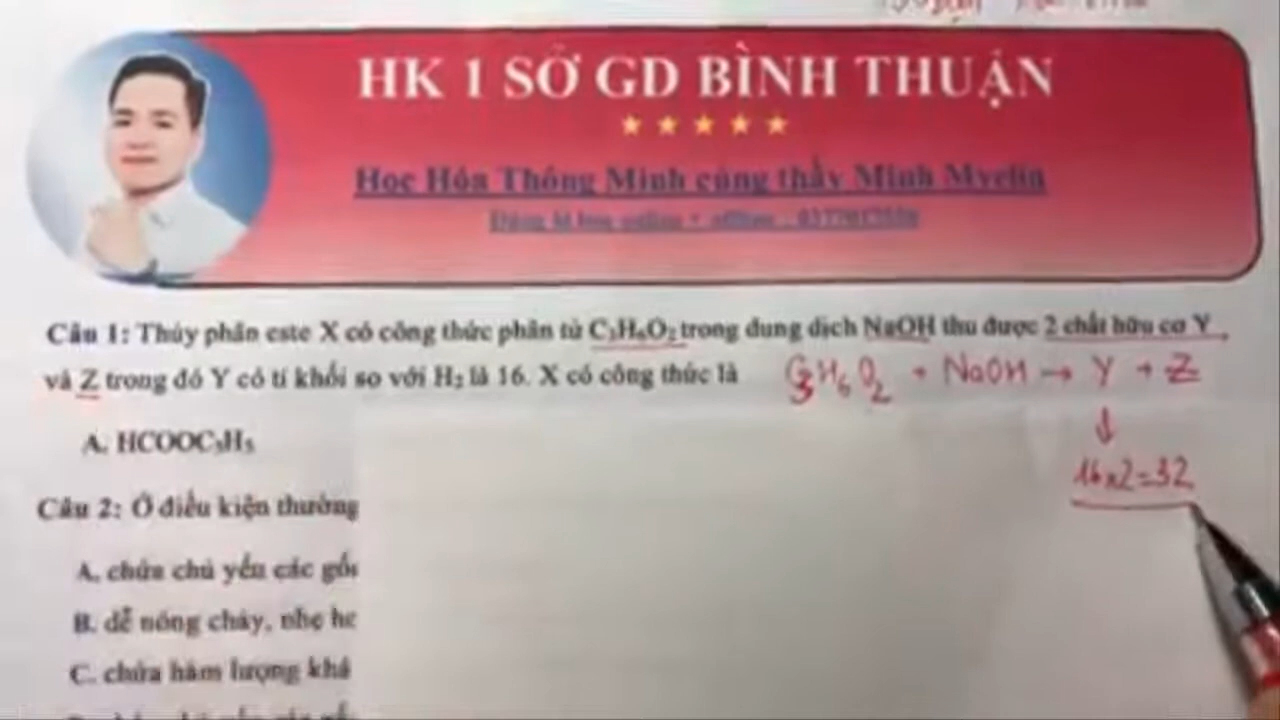 HK 1 SỞ GD BÌNH THUẬN
Học Hóa Thông Minh cùng thầy Minh Myelin
Câu 1: Thủy phân este X có công thức phân tử C₃H₆O₂ trong dung dịch NaOH thu được 2 chất hữu cơ Y
và Z trong đó Y có tỉ khối so với H₂ là 16. X có công thức là
C₃H₆O₂ + NaOH → Y + Z
↓
16x2=32
A. HCOOC₃H₅
Câu 2: Ở điều kiện thường
A. chứa chủ yếu các gốc
B. dễ nóng chảy, nhẹ hơ
C. chứa hàm lượng khá